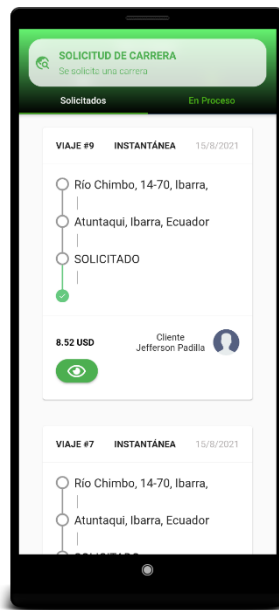 SOLICITUD DE CARRERA
Se solicita una carrera
Solicitados
En Proceso
VIAJE #9 INSTANTÁNEA 15/8/2021
Río Chimbo, 14-70, Ibarra,
Atuntaqui, Ibarra, Ecuador
SOLICITADO
8.52 USD
Cliente
Jefferson Padilla
VIAJE #7 INSTANTÁNEA 15/8/2021
Río Chimbo, 14-70, Ibarra,
Atuntaqui, Ibarra, Ecuador